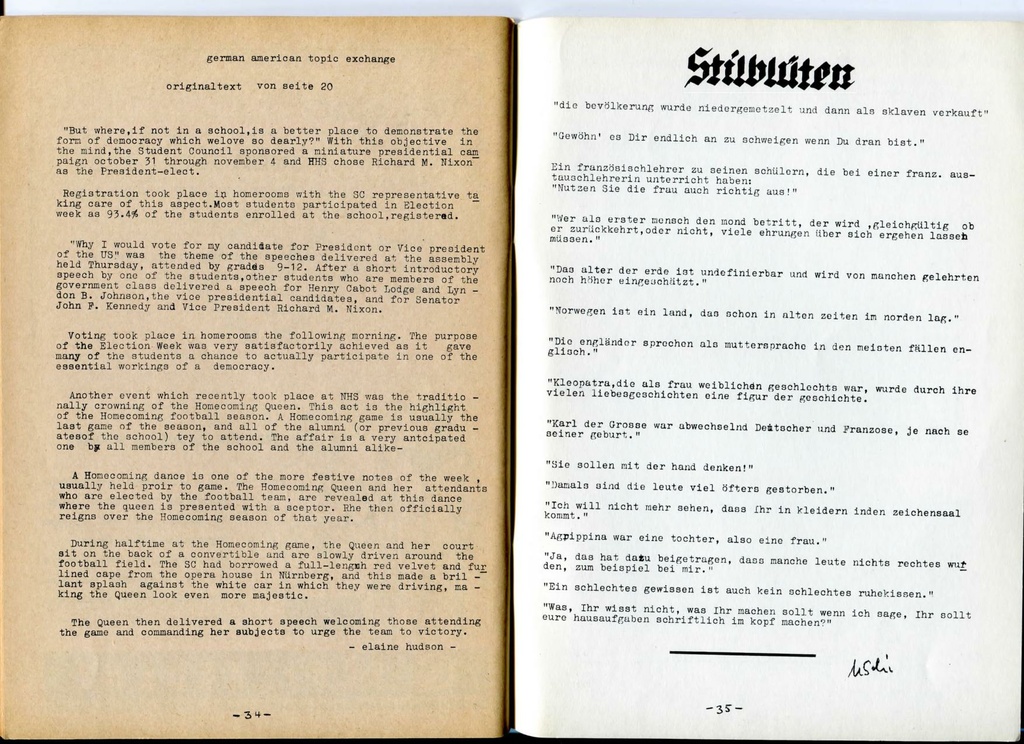 german american topic exchange
originaltext von seite 20
"But where,if not in a school,is a better place to demonstrate the
form of democracy which welove so dearly?" With this objective in
the mind,the Student Council sponsored a miniature presidential cam
paign october 31 through november 4 and HHS chose Richard M. Nixon
as the President-elect.
Registration took place in homerooms with the SC representative ta
king care of this aspect.Most students participated in Election
week as 93.4% of the students enrolled at the school,registered.
"Why I would vote for my candidate for President or Vice president
of the US" was the theme of the speeches delivered at the assembly
held Thursday, attended by grades 9-12. After a short introductory
speech by one of the students,other students who are members of the
government class delivered a speech for Henry Cabot Lodge and Lyn -
don B. Johnson,the vice presidential candidates, and for Senator
John F. Kennedy and Vice President Richard M. Nixon.
Voting took place in homerooms the following morning. The purpose
of the Election Week was very satisfactorily achieved as it gave
many of the students a chance to actually participate in one of the
essential workings of a democracy.
Another event which recently took place at NHS was the traditio -
nally crowning of the Homecoming Queen. This act is the highlight
of the Homecoming football season. A Homecoming game is usually the
last game of the season, and all of the alumni (or previous gradu -
atesof the school) tey to attend. The affair is a very antcipated
one by all members of the school and the alumni alike-
A Homecoming dance is one of the more festive notes of the week ,
usually held proir to game. The Homecoming Queen and her attendants
who are elected by the football team, are revealed at this dance
where the queen is presented with a sceptor. Rhe then officially
reigns over the Homecoming season of that year.
During halftime at the Homecoming game, the Queen and her court
sit on the back of a convertible and are slowly driven around the
football field. The SC had borrowed a full-length red velvet and fur
lined cape from the opera house in Nürnberg, and this made a bril -
lant splash against the white car in which they were driving, ma -
king the Queen look even more majestic.
The Queen then delivered a short speech welcoming those attending
the game and commanding her subjects to urge the team to victory.
- elaine hudson -
-34-
Stilblüten
"die bevölkerung wurde niedergemetzelt und dann als sklaven verkauft"
"Gewöhn' es Dir endlich an zu schweigen wenn Du dran bist."
Ein französischlehrer zu seinen schülern, die bei einer franz. aus-
tauschlehrerin unterricht haben:
"Nutzen Sie die frau auch richtig aus!"
"Wer als erster mensch den mond betritt, der wird ,gleichgültig ob
er zurückkehrt,oder nicht, viele ehrungen über sich ergehen lassen
müssen."
"Das alter der erde ist undefinierbar und wird von manchen gelehrten
noch höher eingeschätzt."
"Norwegen ist ein land, das schon in alten zeiten im norden lag."
"Die engländer sprechen als muttersprache in den meisten fällen en-
glisch."
"Kleopatra,die als frau weiblichen geschlechts war, wurde durch ihre
vielen liebesgeschichten eine figur der geschichte.
"Karl der Grosse war abwechselnd Deutscher und Franzose, je nach se
seiner geburt."
"Sie sollen mit der hand denken!"
"Damals sind die leute viel öfters gestorben."
"Ich will nicht mehr sehen, dass Ihr in kleidern inden zeichensaal
kommt."
"Agrippina war eine tochter, also eine frau."
"Ja, das hat dazu beigetragen, dass manche leute nichts rechtes wur
den, zum beispiel bei mir."
"Ein schlechtes gewissen ist auch kein schlechtes ruhekissen."
"Was, Ihr wisst nicht, was Ihr machen sollt wenn ich sage, Ihr sollt
eure hausaufgaben schriftlich im kopf machen?"
-35-